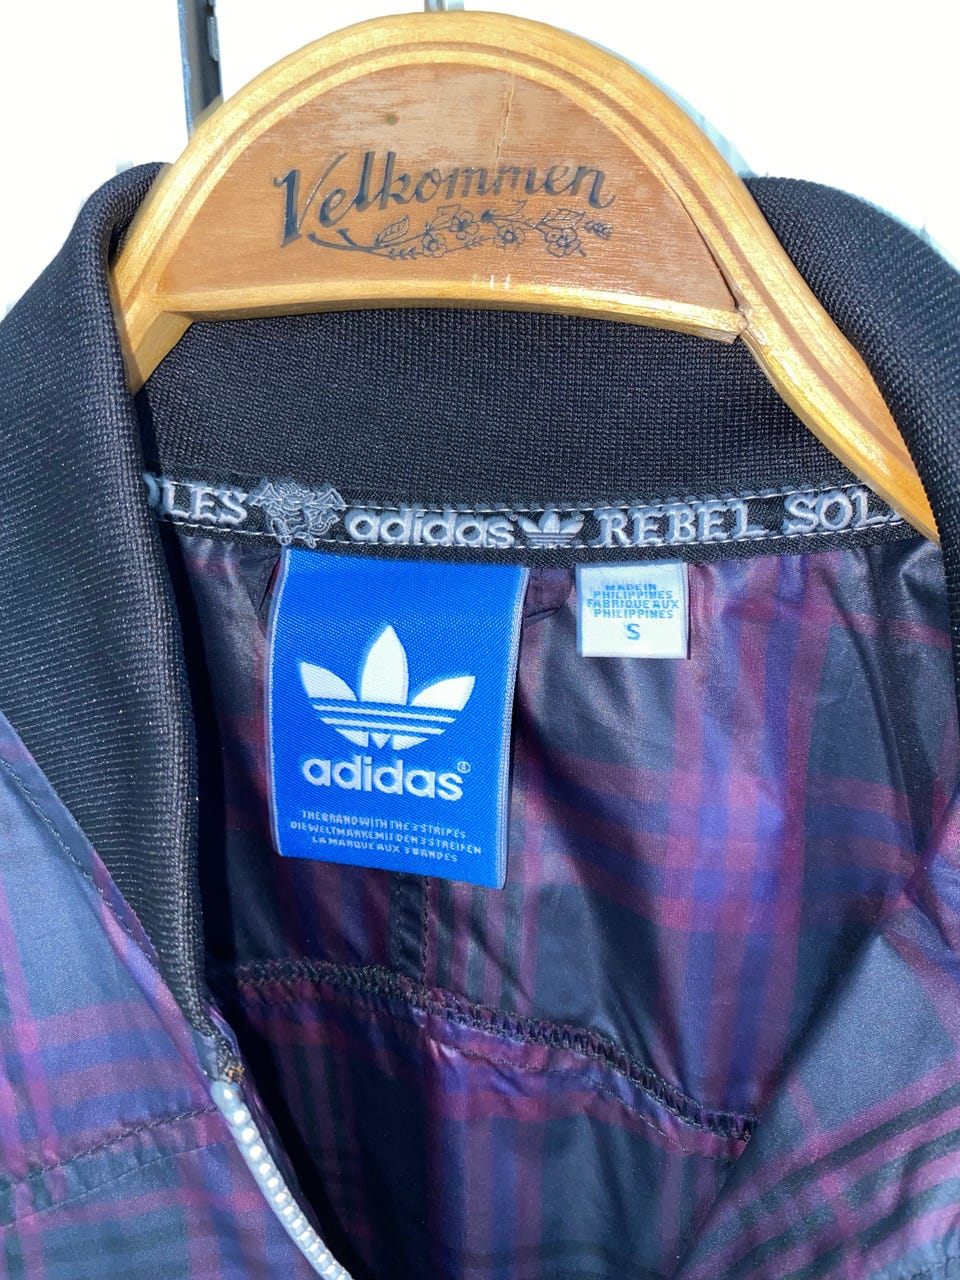 Velkommen
LES adidas REBEL SOL
adidas®
THE BRAND WITH THE 3 STRIPES
DIE WELTMARKE MIT DEN 3 STREIFEN
LA MARQUE AUX 3 BANDES
MADE IN
PHILIPPINES
FABRIQUE AUX
PHILIPPINES
S